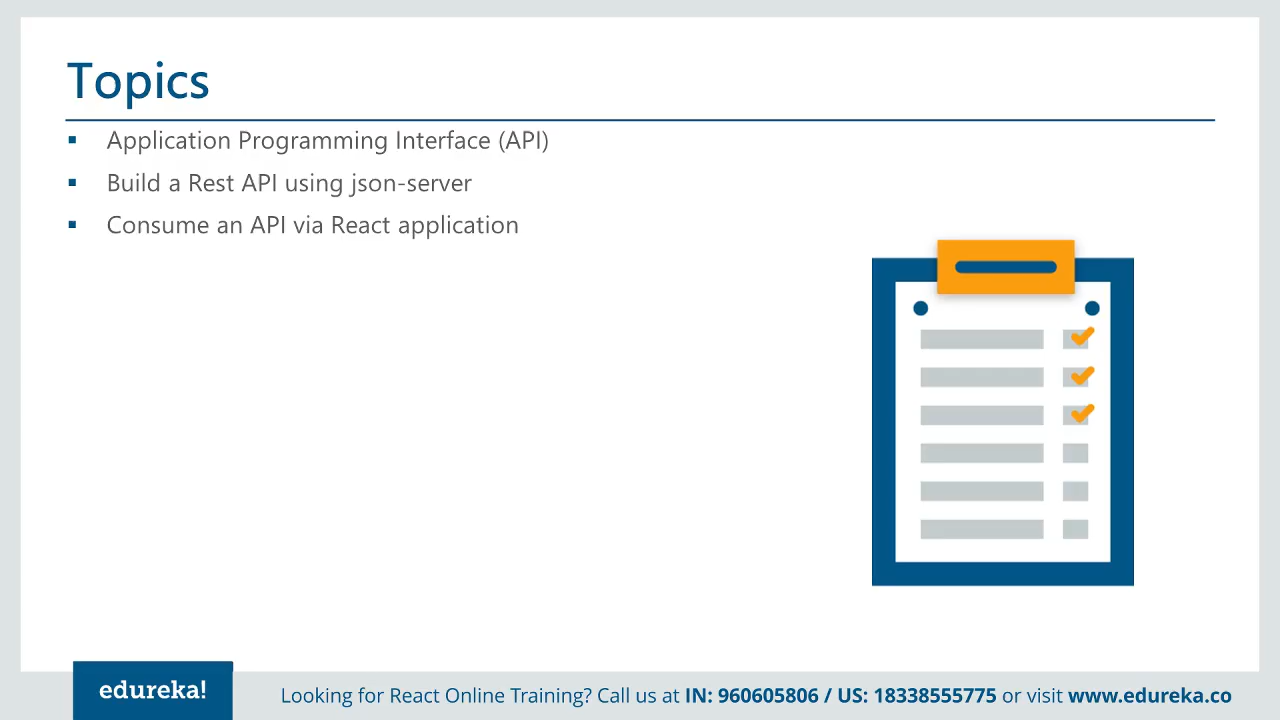 Topics
Application Programming Interface (API)
Build a Rest API using json-server
Consume an API via React application
edureka!
Looking for React Online Training? Call us at IN: 960605806 / US: 18338555775 or visit www.edureka.co